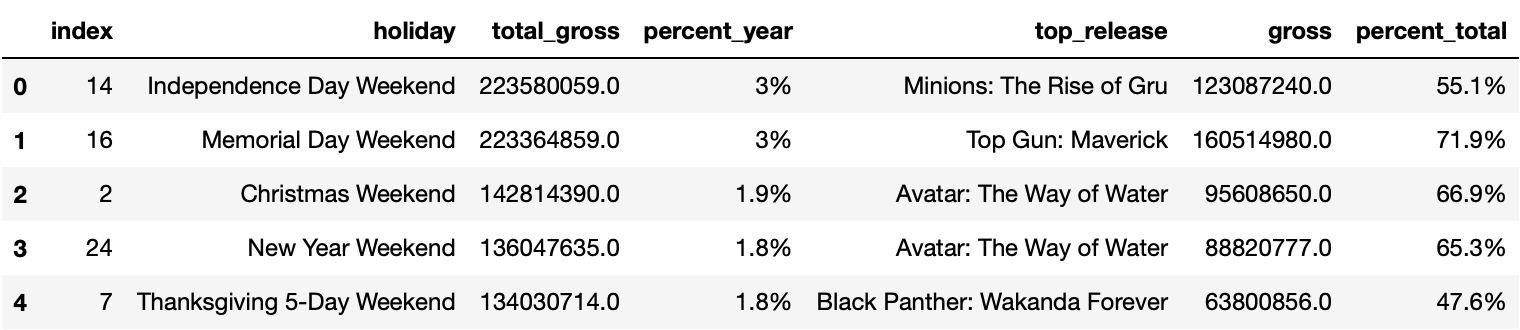 index holiday total_gross percent_year top_release gross percent_total
0 14 Independence Day Weekend 223580059.0 3% Minions: The Rise of Gru 123087240.0 55.1%
1 16 Memorial Day Weekend 223364859.0 3% Top Gun: Maverick 160514980.0 71.9%
2 2 Christmas Weekend 142814390.0 1.9% Avatar: The Way of Water 95608650.0 66.9%
3 24 New Year Weekend 136047635.0 1.8% Avatar: The Way of Water 88820777.0 65.3%
4 7 Thanksgiving 5-Day Weekend 134030714.0 1.8% Black Panther: Wakanda Forever 63800856.0 47.6%